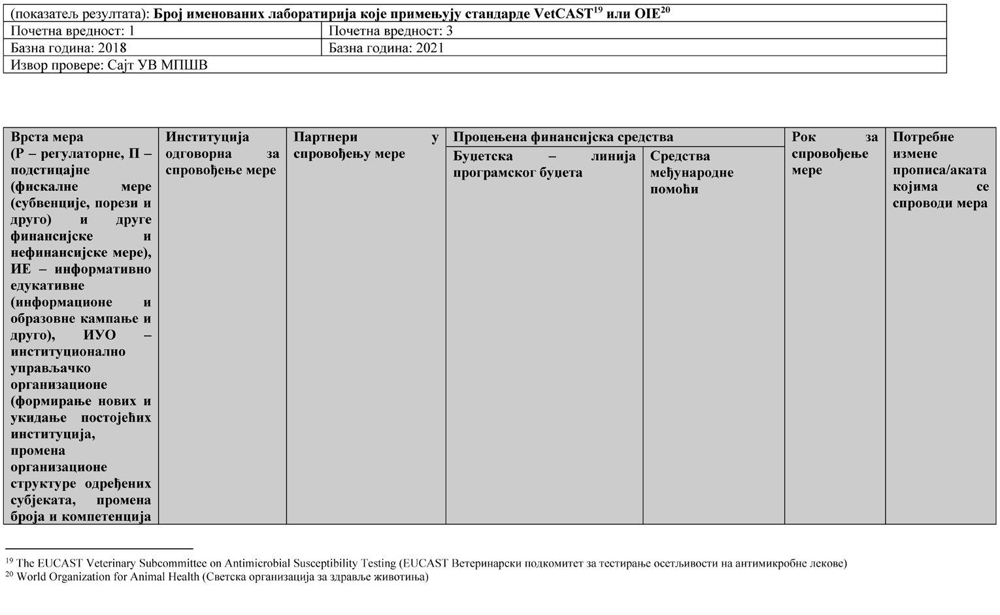 (показатељ резултата): Број именованих лаборатирија које примењују стандарде VetCAST19 или OIE20
Почетна вредност: 1 Почетна вредност: 3
Базна година: 2018 Базна година: 2021
Извор провере: Сајт УВ МПШВ
Врста мера
(Р – регулаторне, П –
подстицајне
(фискалне мере
(субвенције, порези и
друго) и друге
финансијске и
нефинансијске мере),
ИЕ – информативно
едукативне
(информационе и
образовне кампање и
друго), ИУО –
институционално
управљачко
организационе
(формирање нових и
укидање постојећих
институција,
промена
организационе
структуре одређених
субјеката, промена
броја и компетенција
Институција
одговорна за
спровођење мере
Партнери у
спровођењу мере
Процењена финансијска средства
Буџетска – линија
програмског буџета
Средства
међународне
помоћи
Рок за
спровођење
мере
Потребне
измене
прописа/аката
којима се
спроводи мера
19 The EUCAST Veterinary Subcommittee on Antimicrobial Susceptibility Testing (EUCAST Ветеринарски подкомитет за тестирање осетљивости на антимикробне лекове)
20 World Organization for Animal Health (Светска организација за здравље животиња)